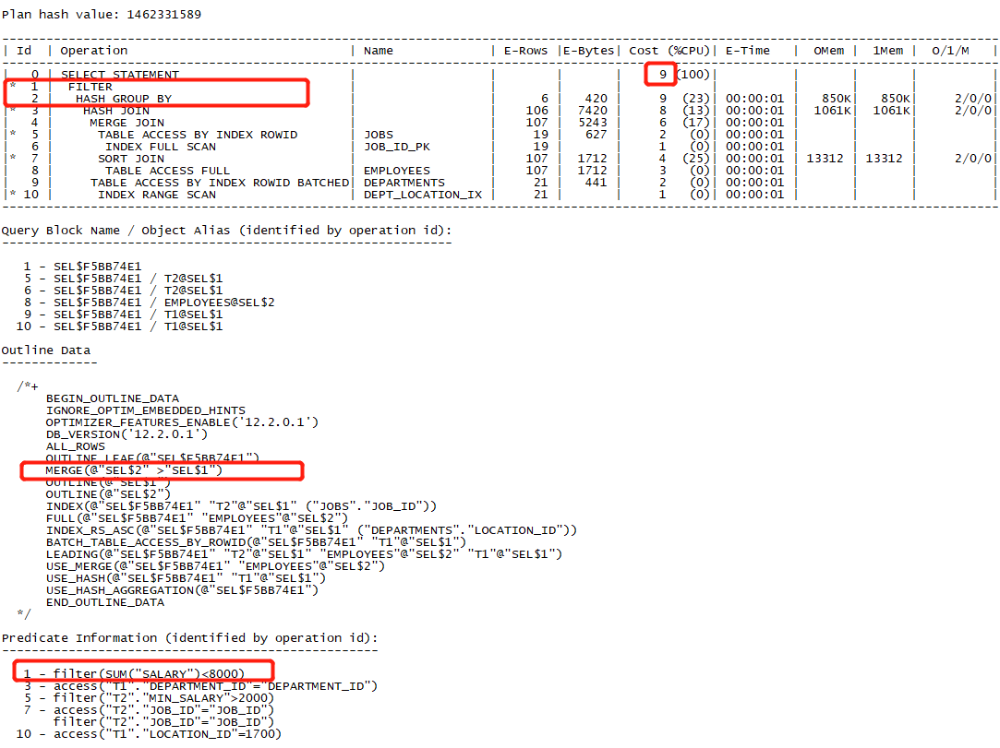 Plan hash value: 1462331589
--------------------------------------------------------------------------------------------------------------------------------------
| Id  | Operation                              | Name             | E-Rows |E-Bytes| Cost (%CPU)| E-Time   |  OMem |  1Mem |  O/1/M   |
--------------------------------------------------------------------------------------------------------------------------------------
|   0 | SELECT STATEMENT                       |                  |        |       |     9 (100)|          |       |       |          |
|*  1 |  FILTER                                |                  |        |       |            |          |       |       |          |
|   2 |   HASH GROUP BY                        |                  |      6 |   420 |     9  (23)| 00:00:01 |   850K|   850K|     2/0/0|
|*  3 |    HASH JOIN                           |                  |    106 |  7420 |     8  (13)| 00:00:01 |  1061K|  1061K|     2/0/0|
|   4 |     MERGE JOIN                         |                  |    107 |  5243 |     6  (17)| 00:00:01 |       |       |          |
|*  5 |      TABLE ACCESS BY INDEX ROWID       | JOBS             |     19 |   627 |     2   (0)| 00:00:01 |       |       |          |
|   6 |       INDEX FULL SCAN                  | JOB_ID_PK        |     19 |       |     1   (0)| 00:00:01 |       |       |          |
|*  7 |      SORT JOIN                         |                  |    107 |  1712 |     4  (25)| 00:00:01 | 13312 | 13312 |     2/0/0|
|   8 |       TABLE ACCESS FULL                | EMPLOYEES        |    107 |  1712 |     3   (0)| 00:00:01 |       |       |          |
|   9 |     TABLE ACCESS BY INDEX ROWID BATCHED| DEPARTMENTS      |     21 |   441 |     2   (0)| 00:00:01 |       |       |          |
|* 10 |      INDEX RANGE SCAN                  | DEPT_LOCATION_IX |     21 |       |     1   (0)| 00:00:01 |       |       |          |
--------------------------------------------------------------------------------------------------------------------------------------
Query Block Name / Object Alias (identified by operation id):
-------------------------------------------------------------
   1 - SEL$F5BB74E1
   5 - SEL$F5BB74E1 / T2@SEL$1
   6 - SEL$F5BB74E1 / T2@SEL$1
   8 - SEL$F5BB74E1 / EMPLOYEES@SEL$2
   9 - SEL$F5BB74E1 / T1@SEL$1
  10 - SEL$F5BB74E1 / T1@SEL$1
Outline Data
-------------
  /*+
      BEGIN_OUTLINE_DATA
      IGNORE_OPTIM_EMBEDDED_HINTS
      OPTIMIZER_FEATURES_ENABLE('12.2.0.1')
      DB_VERSION('12.2.0.1')
      ALL_ROWS
      OUTLINE_LEAF(@"SEL$F5BB74E1")
      MERGE(@"SEL$2" >"SEL$1")
      OUTLINE(@"SEL$1")
      OUTLINE(@"SEL$2")
      INDEX(@"SEL$F5BB74E1" "T2"@"SEL$1" ("JOBS"."JOB_ID"))
      FULL(@"SEL$F5BB74E1" "EMPLOYEES"@"SEL$2")
      INDEX_RS_ASC(@"SEL$F5BB74E1" "T1"@"SEL$1" ("DEPARTMENTS"."LOCATION_ID"))
      BATCH_TABLE_ACCESS_BY_ROWID(@"SEL$F5BB74E1" "T1"@"SEL$1")
      LEADING(@"SEL$F5BB74E1" "T2"@"SEL$1" "EMPLOYEES"@"SEL$2" "T1"@"SEL$1")
      USE_MERGE(@"SEL$F5BB74E1" "EMPLOYEES"@"SEL$2")
      USE_HASH(@"SEL$F5BB74E1" "T1"@"SEL$1")
      USE_HASH_AGGREGATION(@"SEL$F5BB74E1")
      END_OUTLINE_DATA
  */
Predicate Information (identified by operation id):
---------------------------------------------------
   1 - filter(SUM("SALARY")<8000)
   3 - access("T1"."DEPARTMENT_ID"="DEPARTMENT_ID")
   5 - filter("T2"."MIN_SALARY">2000)
   7 - access("T2"."JOB_ID"="JOB_ID")
       filter("T2"."JOB_ID"="JOB_ID")
  10 - access("T1"."LOCATION_ID"=1700)